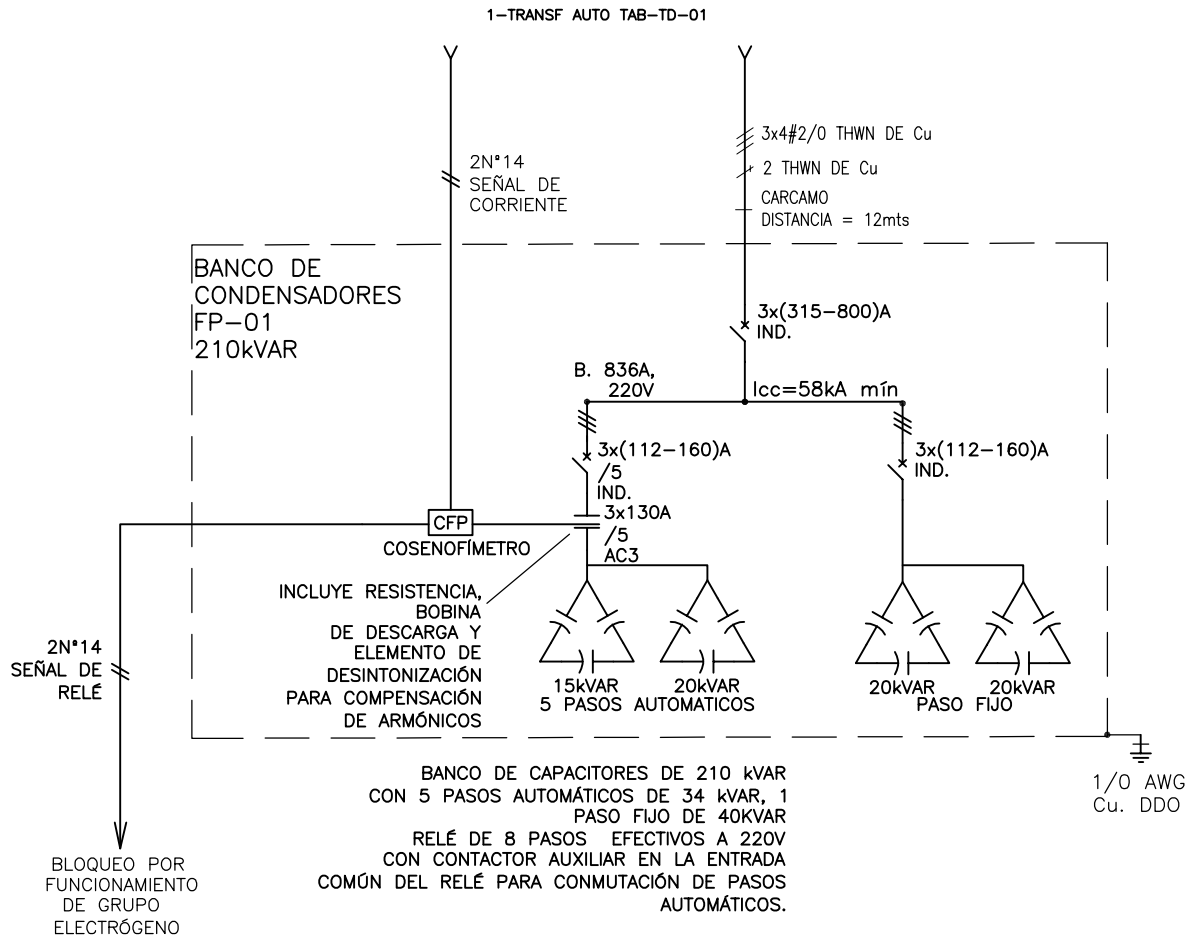 1-TRANSF AUTO TAB-TD-01
3x4#2/0 THWN DE Cu
2 THWN DE Cu
CARCAMO
DISTANCIA = 12mts
2N°14
SEÑAL DE
CORRIENTE
BANCO DE
CONDENSADORES
FP-01
210kVAR
3x(315-800)A
IND.
B. 836A,
220V
Icc=58kA mín
3x(112-160)A
/5
IND.
3x(112-160)A
IND.
3x130A
/5
AC3
CFP
COSENOFÍMETRO
INCLUYE RESISTENCIA,
BOBINA
DE DESCARGA Y
ELEMENTO DE
DESINTONIZACIÓN
PARA COMPENSACIÓN
DE ARMÓNICOS
2N°14
SEÑAL DE
RELÉ
15kVAR
20kVAR
5 PASOS AUTOMATICOS
20kVAR
20kVAR
PASO FIJO
BANCO DE CAPACITORES DE 210 kVAR
CON 5 PASOS AUTOMÁTICOS DE 34 kVAR, 1
PASO FIJO DE 40KVAR
RELÉ DE 8 PASOS EFECTIVOS A 220V
CON CONTACTOR AUXILIAR EN LA ENTRADA
COMÚN DEL RELÉ PARA CONMUTACIÓN DE PASOS
AUTOMÁTICOS.
1/0 AWG
Cu. DDO
BLOQUEO POR
FUNCIONAMIENTO
DE GRUPO
ELECTRÓGENO